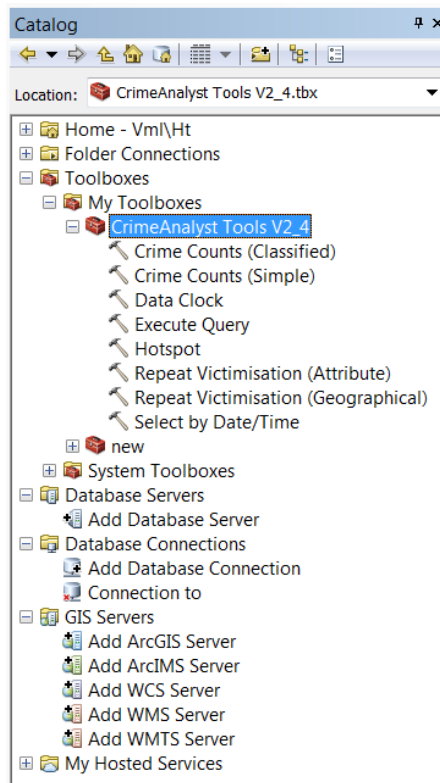 Catalog
Location: CrimeAnalyst Tools V2_4.tbx
Home - Vml\Ht
Folder Connections
Toolboxes
My Toolboxes
CrimeAnalyst Tools V2_4
Crime Counts (Classified)
Crime Counts (Simple)
Data Clock
Execute Query
Hotspot
Repeat Victimisation (Attribute)
Repeat Victimisation (Geographical)
Select by Date/Time
new
System Toolboxes
Database Servers
Add Database Server
Database Connections
Add Database Connection
Connection to
GIS Servers
Add ArcGIS Server
Add ArcIMS Server
Add WCS Server
Add WMS Server
Add WMTS Server
My Hosted Services